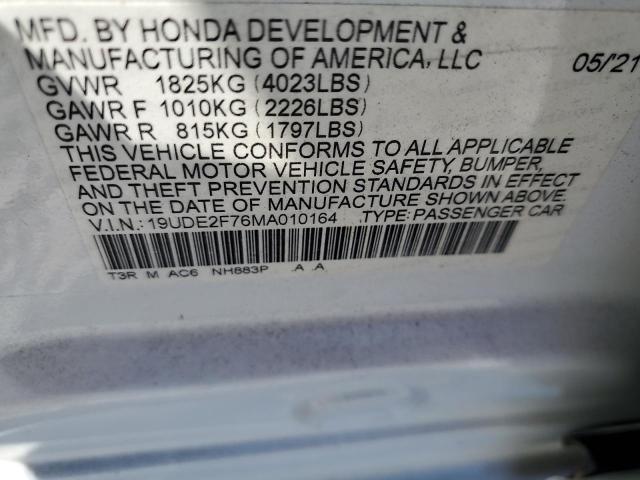 MFD. BY HONDA DEVELOPMENT &
MANUFACTURING OF AMERICA, LLC 05/'21
GVWR 1825KG (4023LBS)
GAWR F 1010KG (2226LBS)
GAWR R 815KG (1797LBS)
THIS VEHICLE CONFORMS TO ALL APPLICABLE
FEDERAL MOTOR VEHICLE SAFETY, BUMPER,
AND THEFT PREVENTION STANDARDS IN EFFECT
ON THE DATE OF MANUFACTURE SHOWN ABOVE.
V.I.N.: 19UDE2F76MA010164 .TYPE: PASSENGER CAR
T3R M AC6 NH883P .A .A